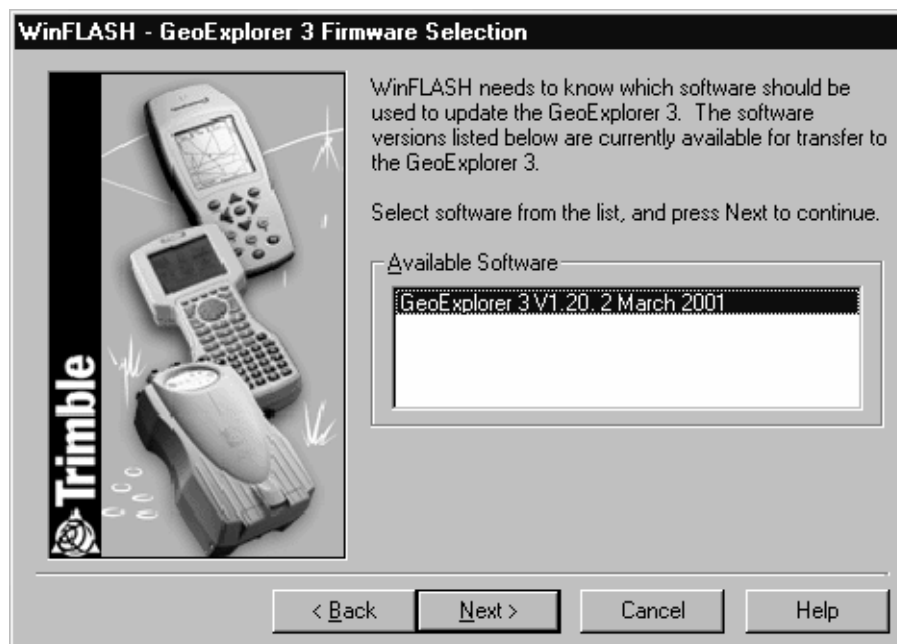 WinFLASH - GeoExplorer 3 Firmware Selection
WinFLASH needs to know which software should be
used to update the GeoExplorer 3.  The software
versions listed below are currently available for transfer to
the GeoExplorer 3.
Select software from the list, and press Next to continue.
Available Software
GeoExplorer 3 V1.20. 2 March 2001
Trimble
< Back
Next >
Cancel
Help